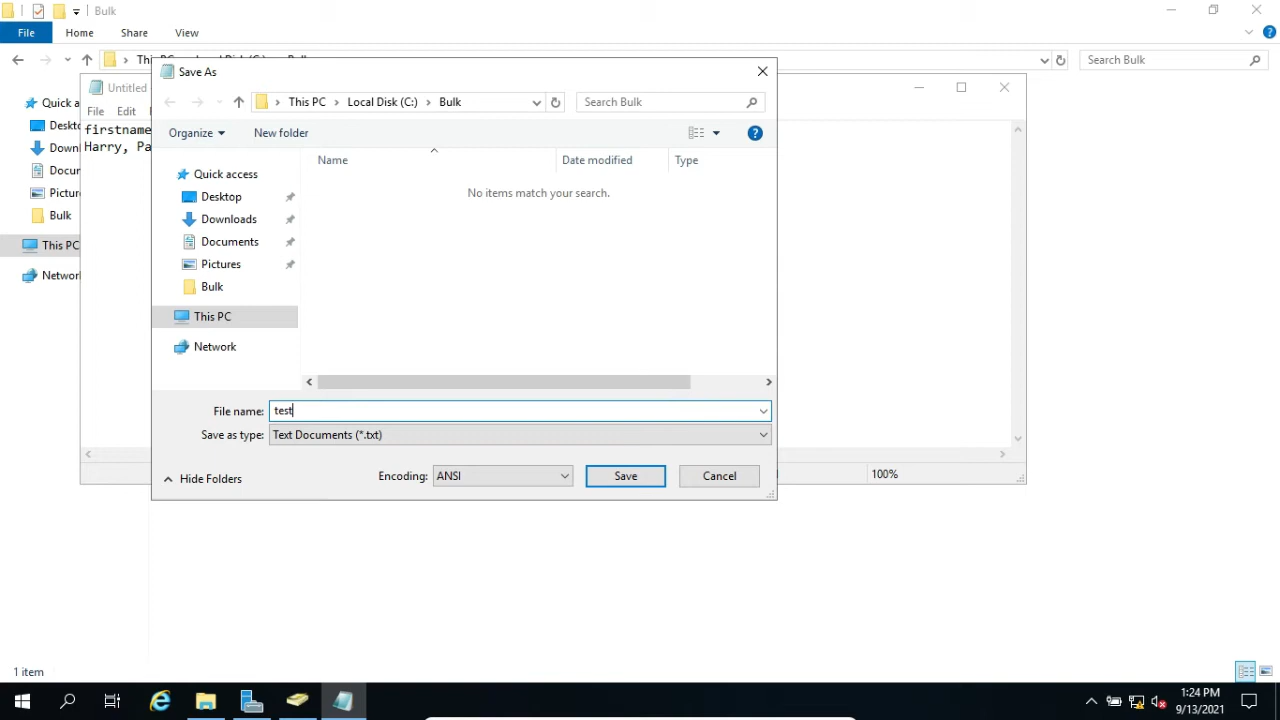 Bulk
File Home Share View
Search Bulk
Save As
Untitled
This PC Local Disk (C:) Bulk Search Bulk
File Edit
Organize New folder
firstname
Harry,
Name Date modified Type
No items match your search.
Quick access
Desktop
Downloads
Documents
Pictures
Bulk
This PC
Network
Bulk
This PC
File name: test
Save as type: Text Documents (*.txt)
Hide Folders Encoding: ANSI Save Cancel
100%
1 item
1:24 PM
9/13/2021